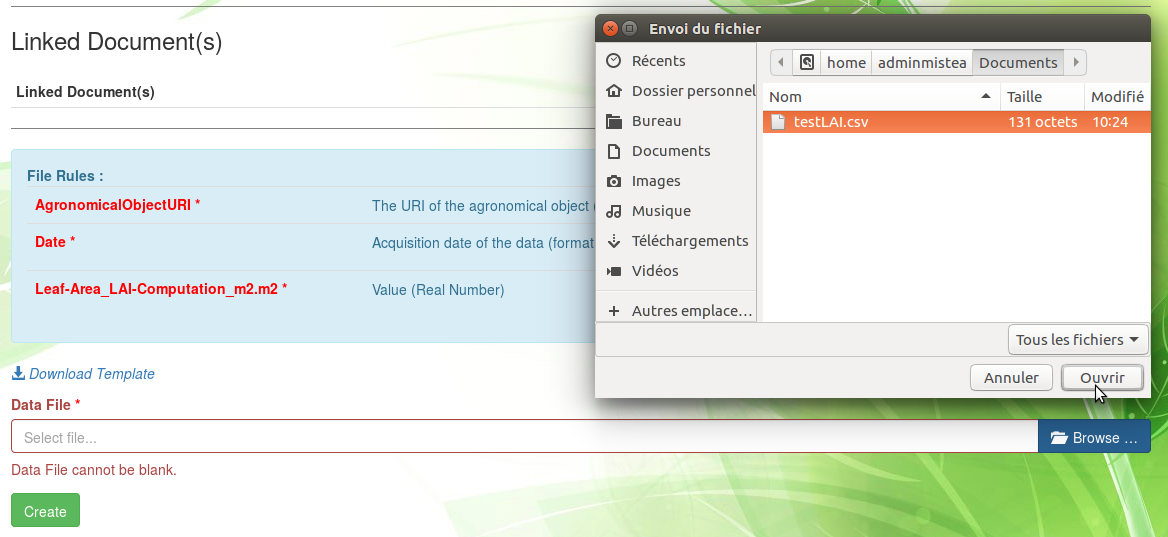 Linked Document(s)
Linked Document(s)
File Rules :
AgronomicalObjectURI * The URI of the agronomical object (
Date * Acquisition date of the data (format
Leaf-Area_LAI-Computation_m2.m2 * Value (Real Number)
Download Template
Data File *
Select file...
Browse ...
Data File cannot be blank.
Create
Envoi du fichier
Récents
Dossier personnel
Bureau
Documents
Images
Musique
Téléchargements
Vidéos
+ Autres emplace...
home adminmistea Documents
Nom Taille Modifié
testLAI.csv 131 octets 10:24
Tous les fichiers
Annuler Ouvrir